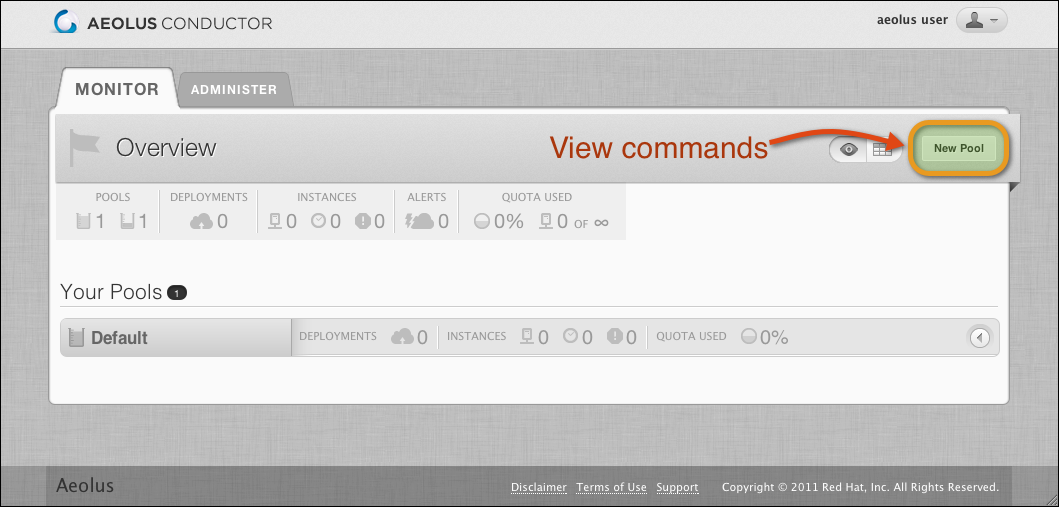 AEOLUS CONDUCTOR
aeolus user
MONITOR
ADMINISTER
Overview
View commands
New Pool
POOLS
1 1
DEPLOYMENTS
0
INSTANCES
0 0 0
ALERTS
0
QUOTA USED
0% 0 OF ∞
Your Pools 1
Default
DEPLOYMENTS 0
INSTANCES 0 0 0
QUOTA USED 0%
Aeolus
Disclaimer Terms of Use Support Copyright © 2011 Red Hat, Inc. All Rights Reserved.